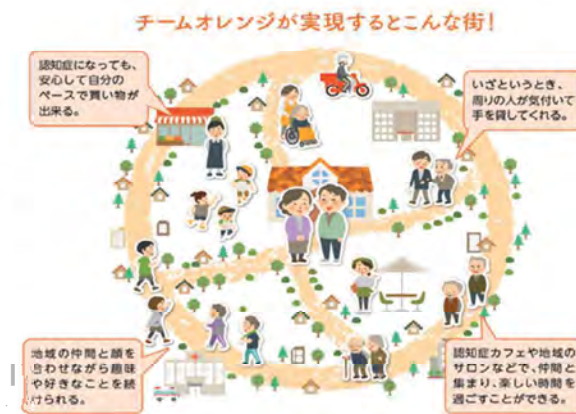 チームオレンジが実現するとこんな街!
認知症になっても、
安心して自分の
ペースで買い物が
出来る。
いざというとき、
周りの人が気付いて
手を貸してくれる。
地域の仲間と顔を
合わせながら趣味
や好きなことを続
けられる。
認知症カフェや地域の
サロンなどで、仲間と
集まり、楽しい時間を
過ごすことができる。